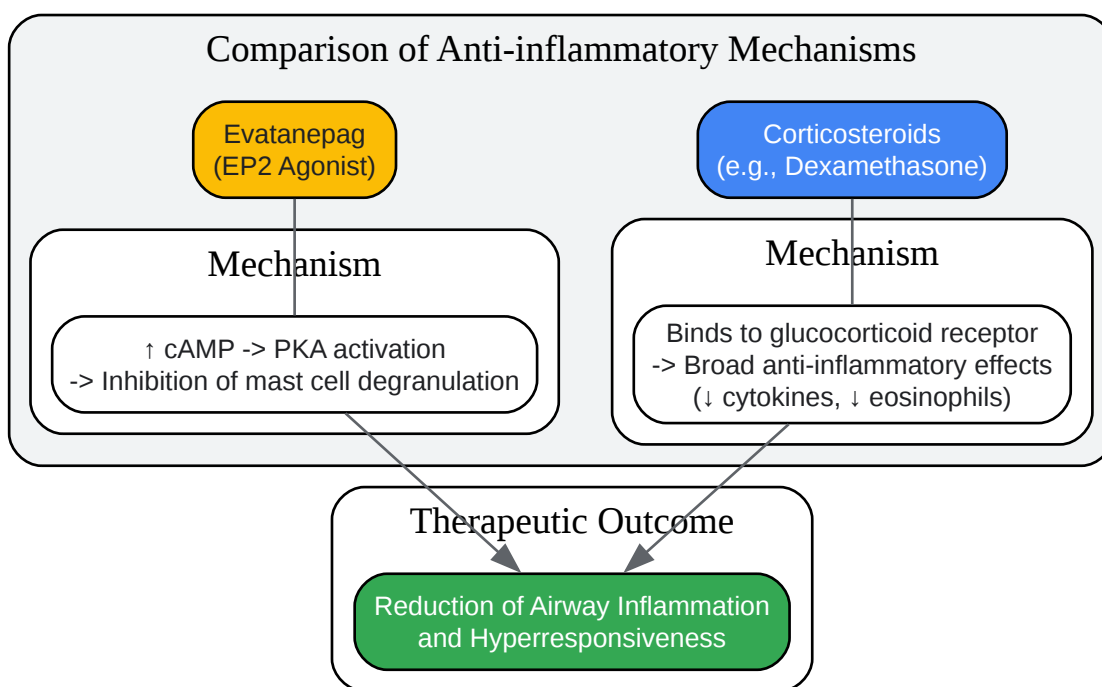 Comparison of Anti-inflammatory Mechanisms
Evatanepag
(EP2 Agonist)
Corticosteroids
(e.g., Dexamethasone)
Mechanism
↑ cAMP -> PKA activation
-> Inhibition of mast cell degranulation
Mechanism
Binds to glucocorticoid receptor
-> Broad anti-inflammatory effects
(↓ cytokines, ↓ eosinophils)
Therapeutic Outcome
Reduction of Airway Inflammation
and Hyperresponsiveness